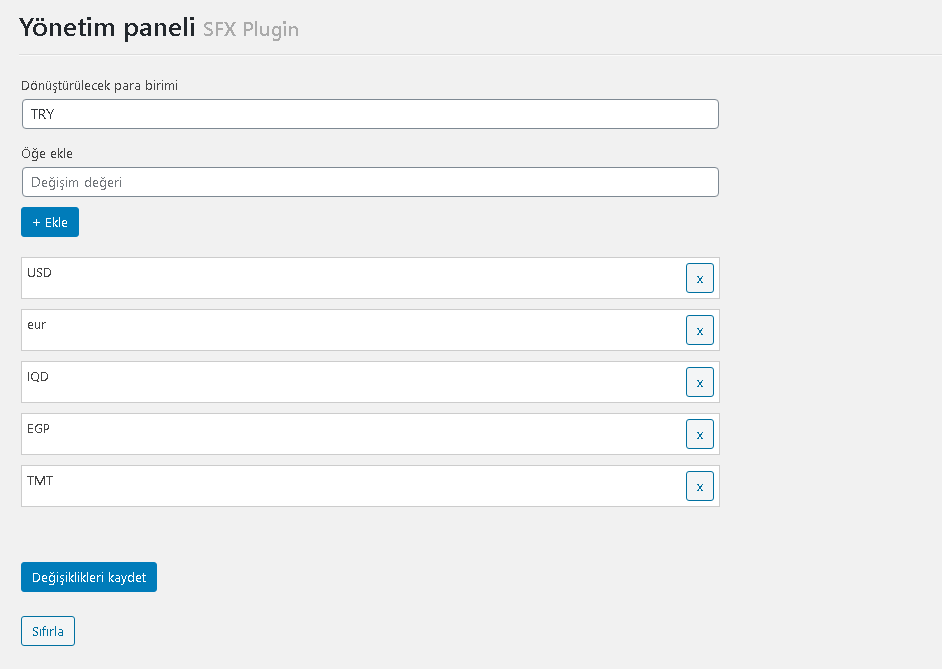 Yönetim paneli SFX Plugin
Dönüştürülecek para birimi
TRY
Öğe ekle
Değişim değeri
+ Ekle
USD x
eur x
IQD x
EGP x
TMT x
Değişiklikleri kaydet
Sıfırla